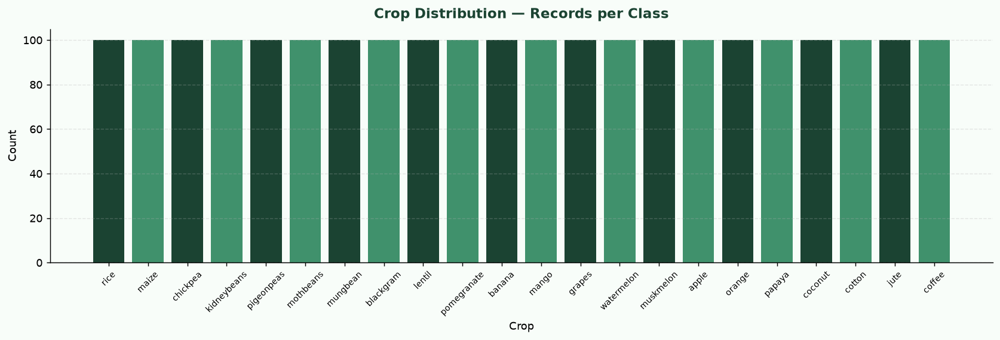 Crop Distribution — Records per Class
Count
100
80
60
40
20
0
rice maize chickpea kidneybeans pigeonpeas mothbeans mungbean blackgram lentil pomegranate banana mango grapes watermelon muskmelon apple orange papaya coconut cotton jute coffee
Crop